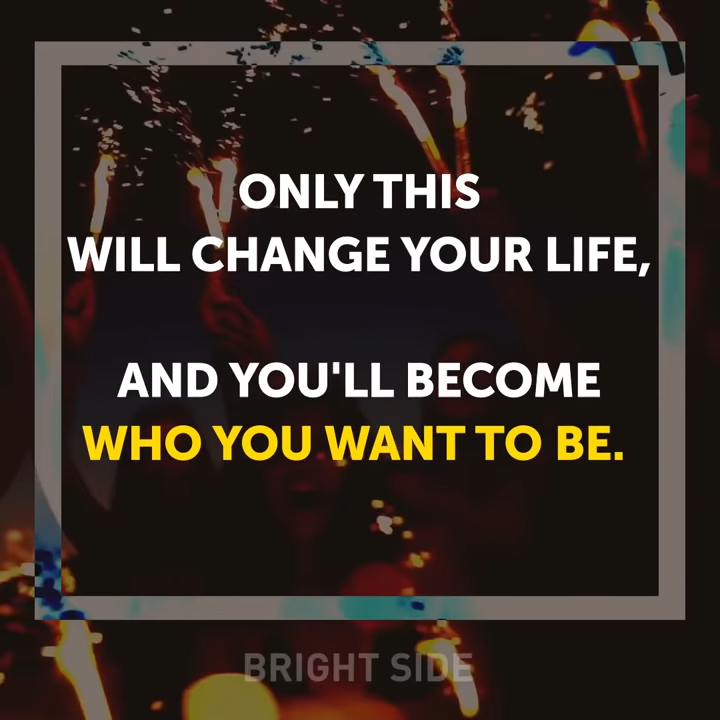 ONLY THIS
WILL CHANGE YOUR LIFE,
AND YOU'LL BECOME
WHO YOU WANT TO BE.
BRIGHT SIDE